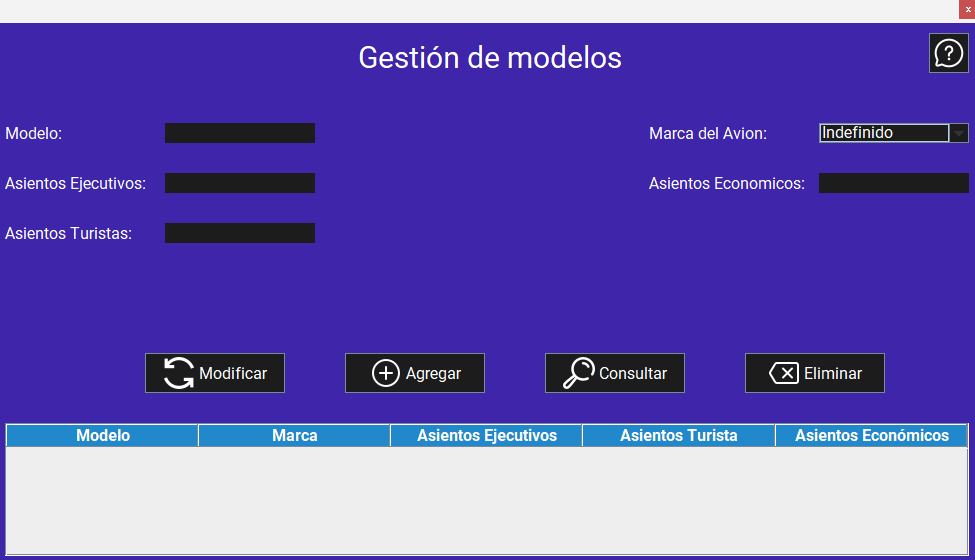 x
Gestión de modelos
?
Modelo:
Marca del Avion: Indefinido
Asientos Ejecutivos:
Asientos Economicos:
Asientos Turistas:
Modificar Agregar Consultar Eliminar
Modelo Marca Asientos Ejecutivos Asientos Turista Asientos Económicos